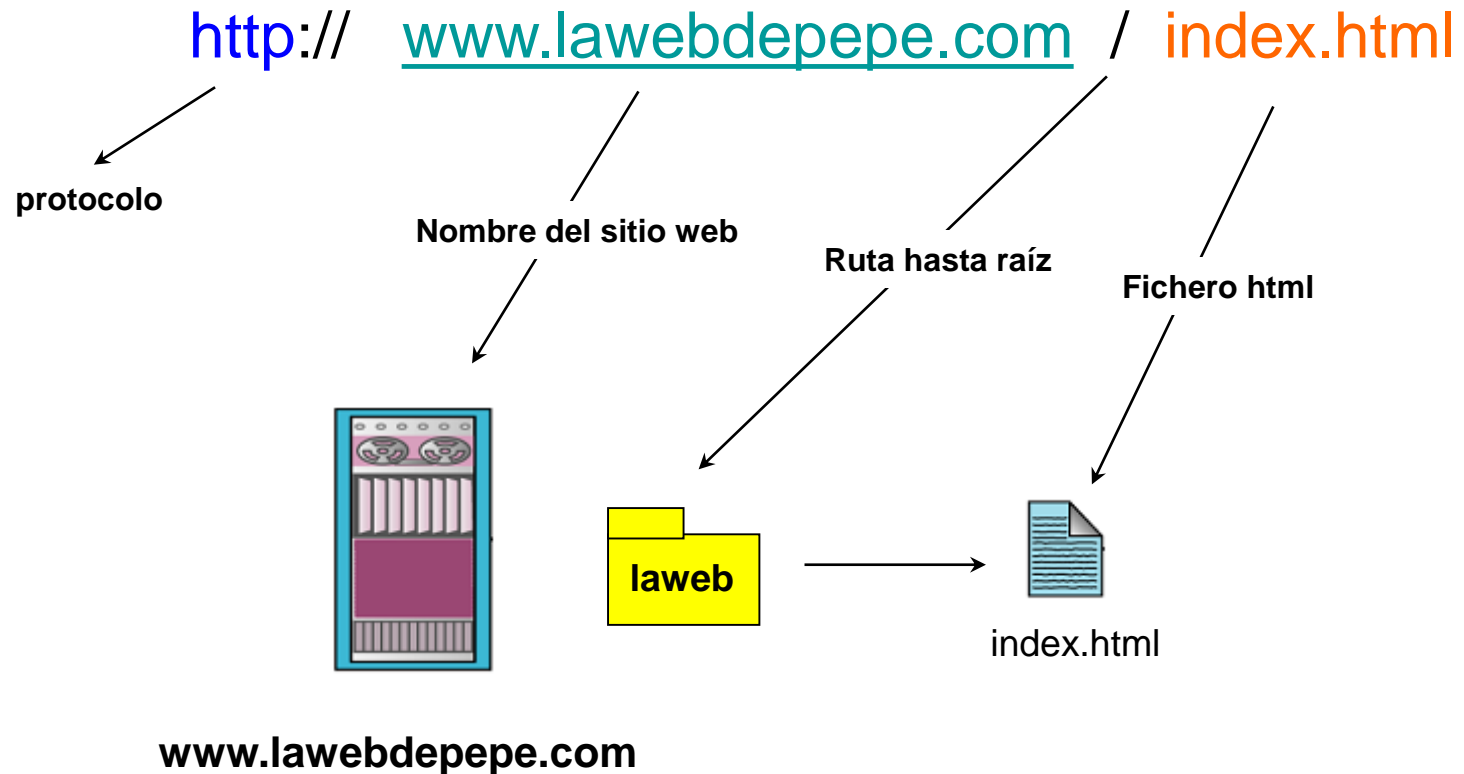 http:// www.lawebdepepe.com / index.html
protocolo
Nombre del sitio web
Ruta hasta raíz
Fichero html
laweb
index.html
www.lawebdepepe.com